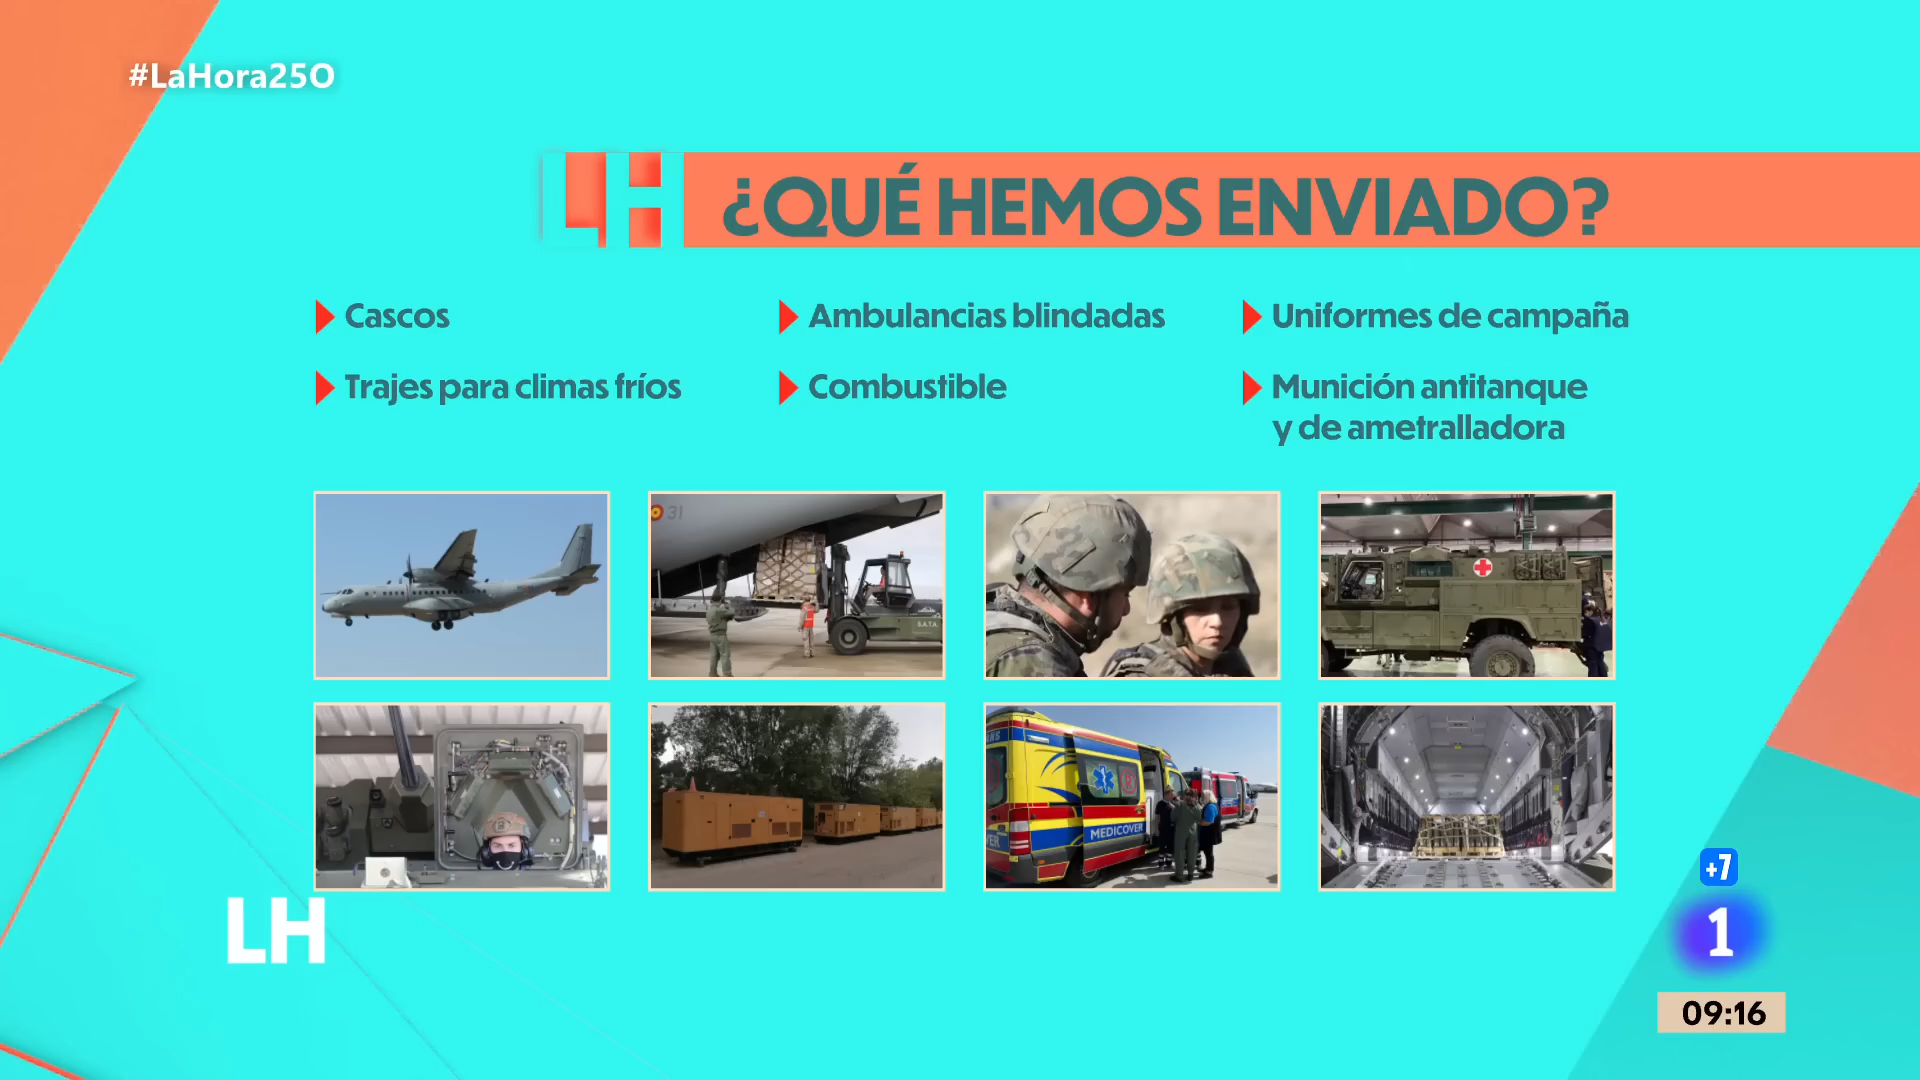 #LaHora25O
LH ¿QUÉ HEMOS ENVIADO?
Cascos
Ambulancias blindadas
Uniformes de campaña
Trajes para climas fríos
Combustible
Munición antitanque
y de ametralladora
31
S.A.T.A.
MEDICOVER
LH
+7
1
09:16